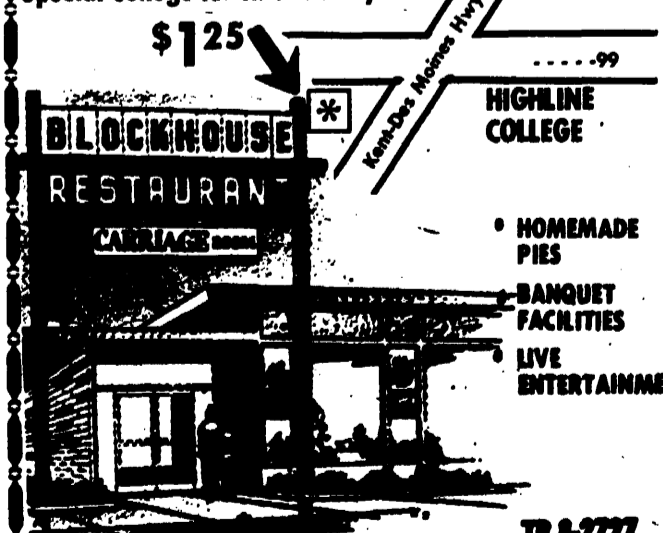 $1.25
Kent-Des Moines Hwy
- - - - -99
HIGHLINE
COLLEGE
*
BLOCKHOUSE
RESTAURANT
CARRIAGE
• HOMEMADE
PIES
• BANQUET
FACILITIES
• LIVE
ENTERTAINME